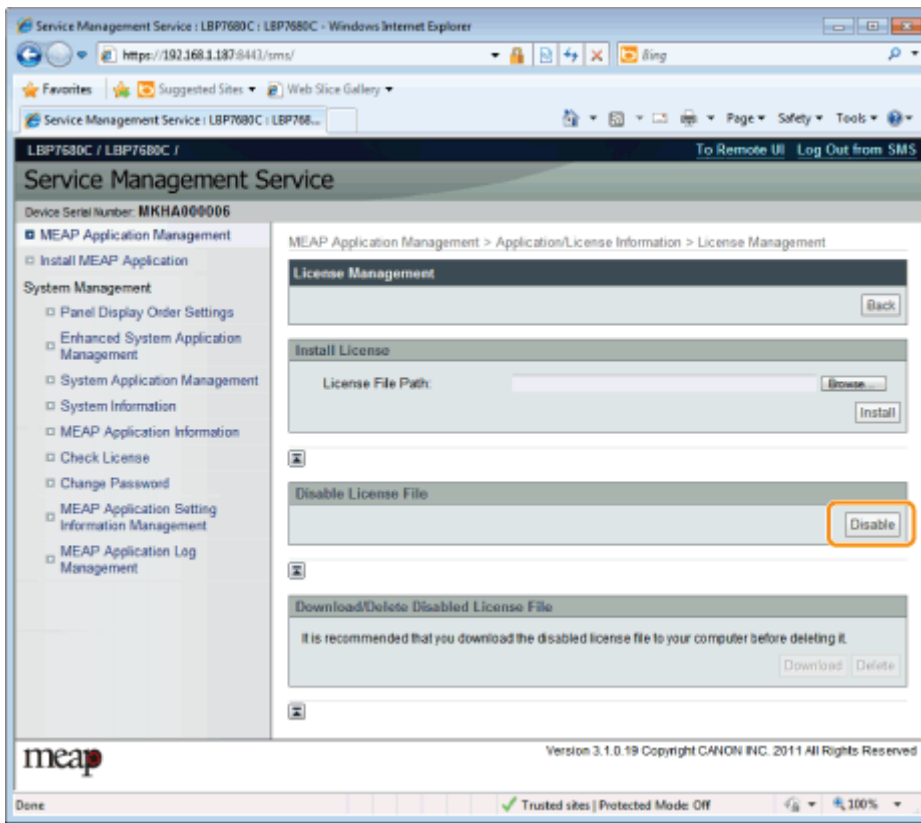 Service Management Service : LBP7680C : LBP7680C - Windows Internet Explorer
https://192.168.1.187:8443/sms/
Bing
Favorites
Suggested Sites
Web Slice Gallery
Service Management Service : LBP7680C : LBP768...
Page
Safety
Tools
LBP7680C / LBP7680C /
To Remote UI
Log Out from SMS
Service Management Service
Device Serial Number: MKHA000006
MEAP Application Management
Install MEAP Application
System Management
Panel Display Order Settings
Enhanced System Application
Management
System Application Management
System Information
MEAP Application Information
Check License
Change Password
MEAP Application Setting
Information Management
MEAP Application Log
Management
MEAP Application Management > Application/License Information > License Management
License Management
Back
Install License
License File Path:
Browse...
Install
Disable License File
Disable
Download/Delete Disabled License File
It is recommended that you download the disabled license file to your computer before deleting it.
Download
Delete
meap
Version 3.1.0.19 Copyright CANON INC. 2011 All Rights Reserved
Done
Trusted sites | Protected Mode: Off
100%